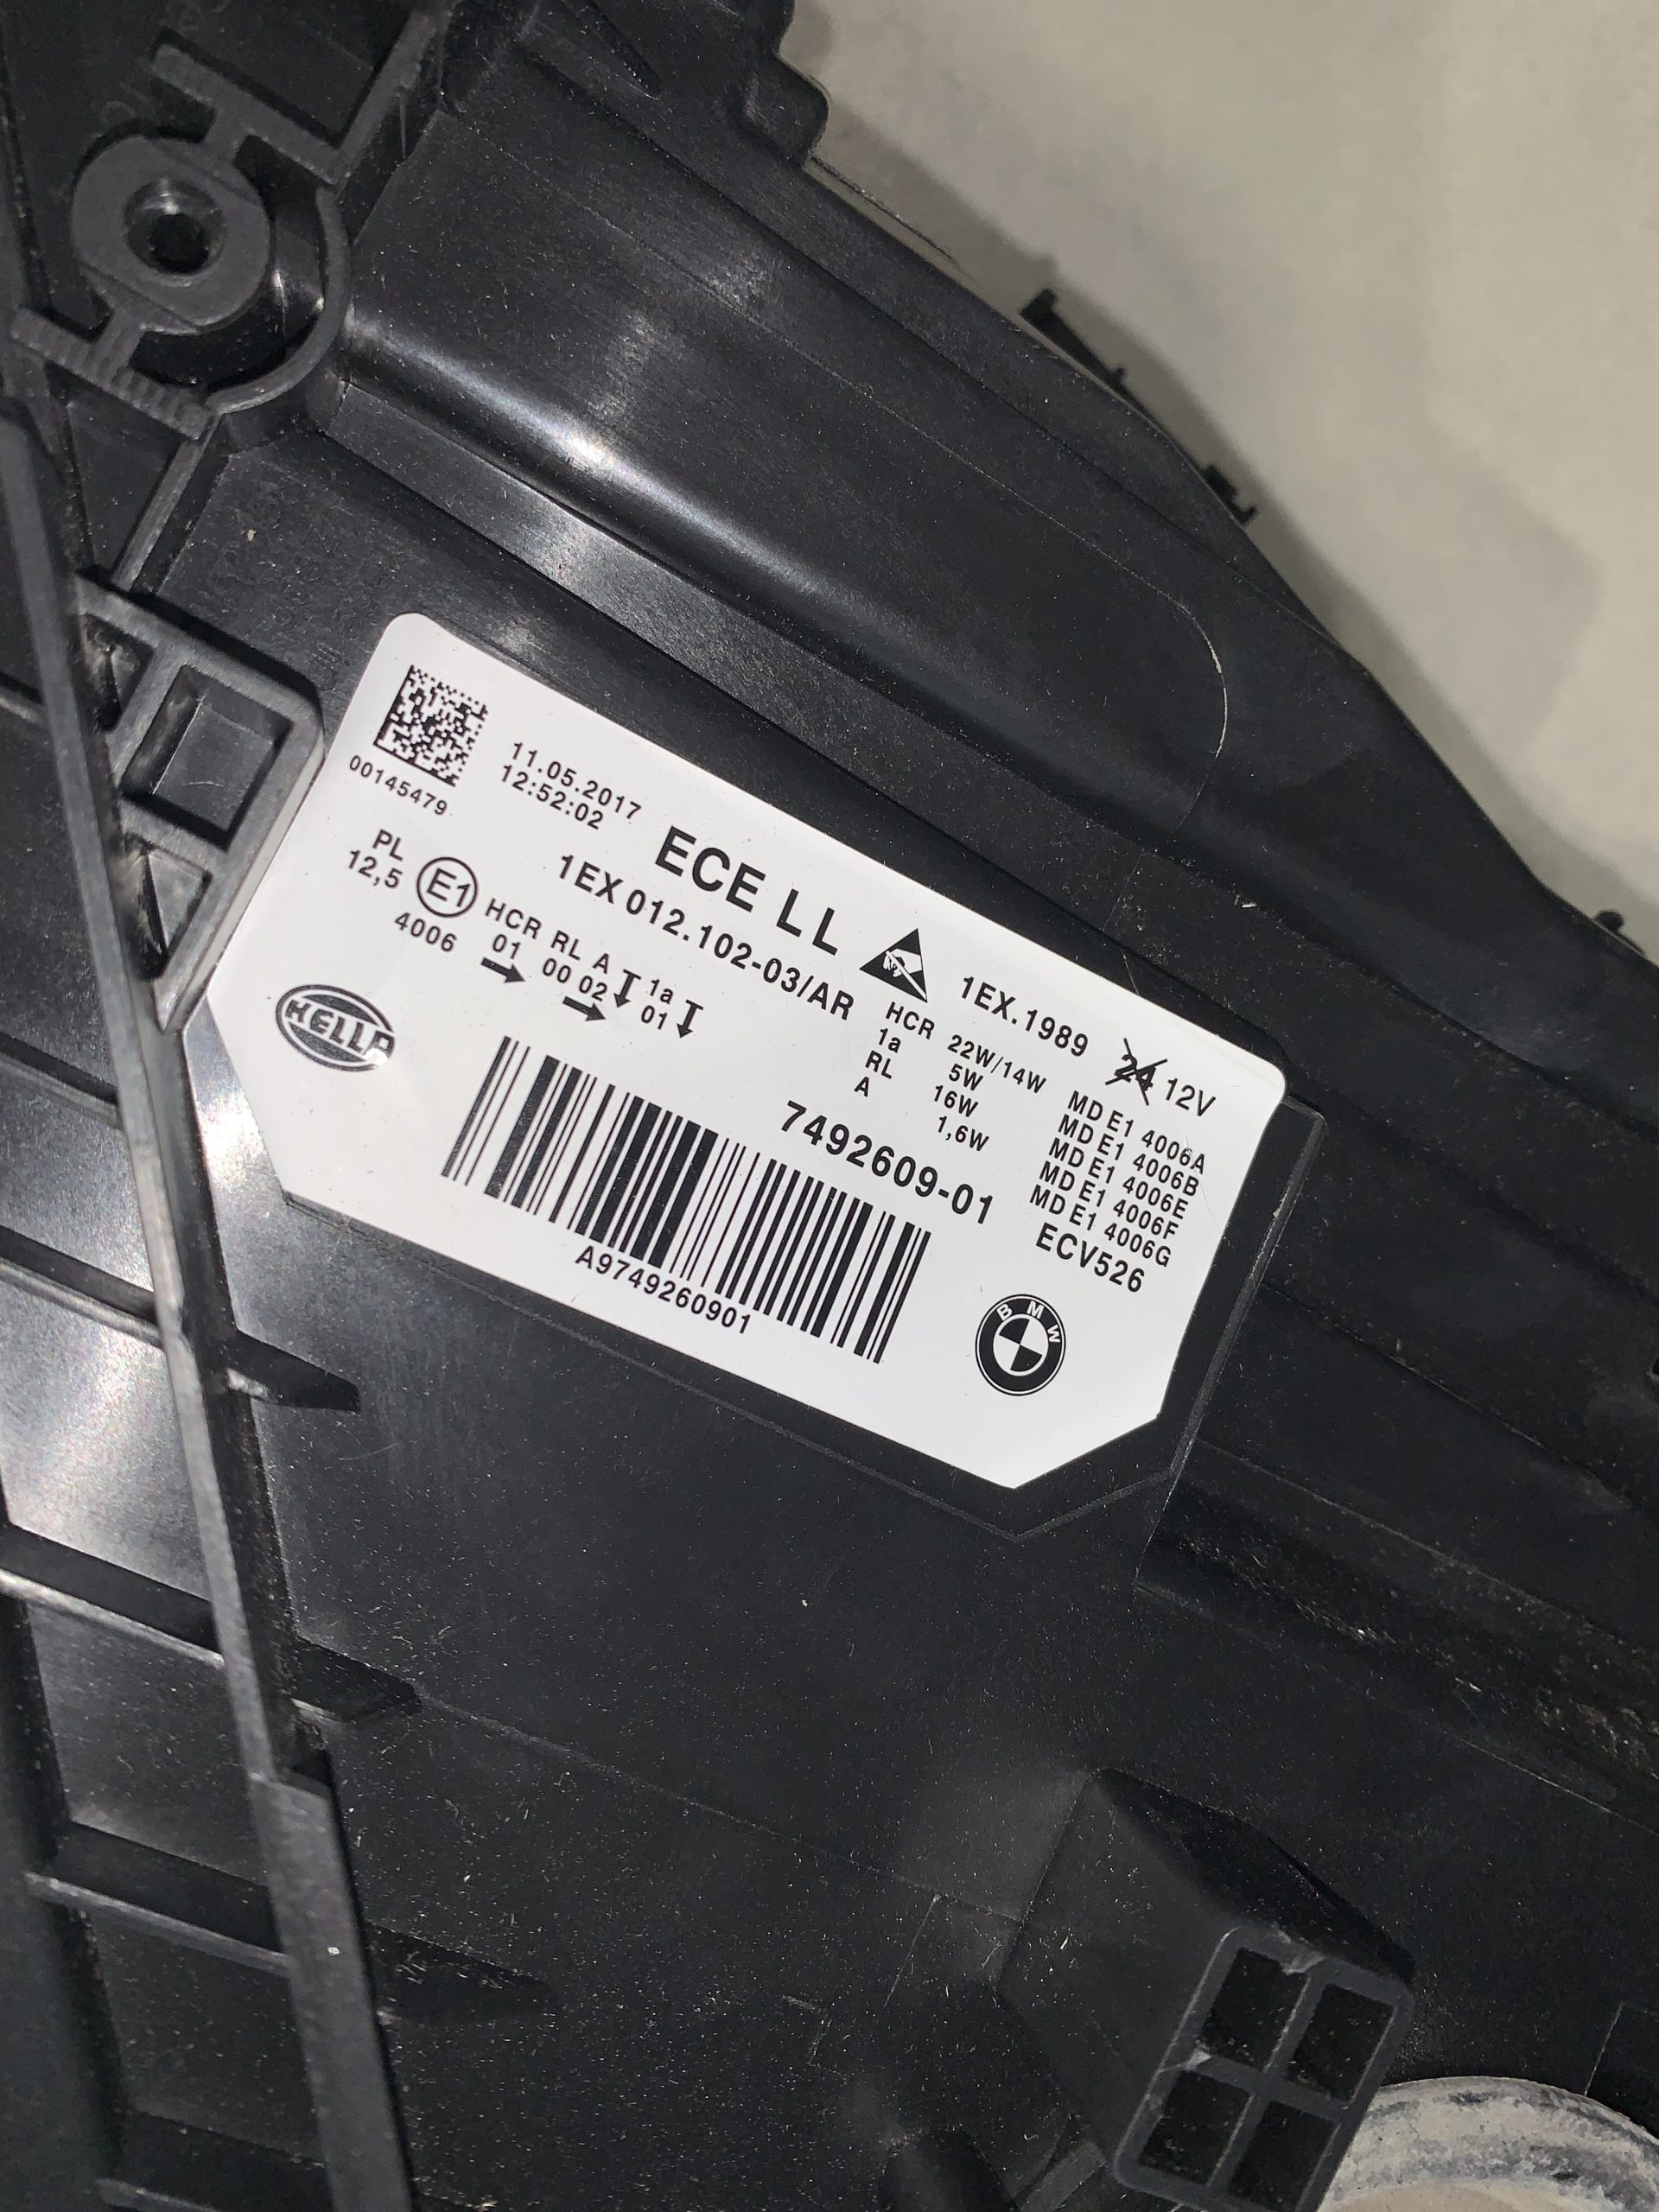 00145479
11.05.2017
12:52:02
ECE LL
1EX.1989
24 12V
1EX 012.102-03/AR
PL
12,5
E1
4006
HCR RL A 1a
01 00 02 01
HCR 22W/14W
1a 5W
RL 16W
A 1,6W
MD E1 4006A
MD E1 4006B
MD E1 4006E
MD E1 4006F
MD E1 4006G
ECV526
HELLA
7492609-01
A9749260901
BMW